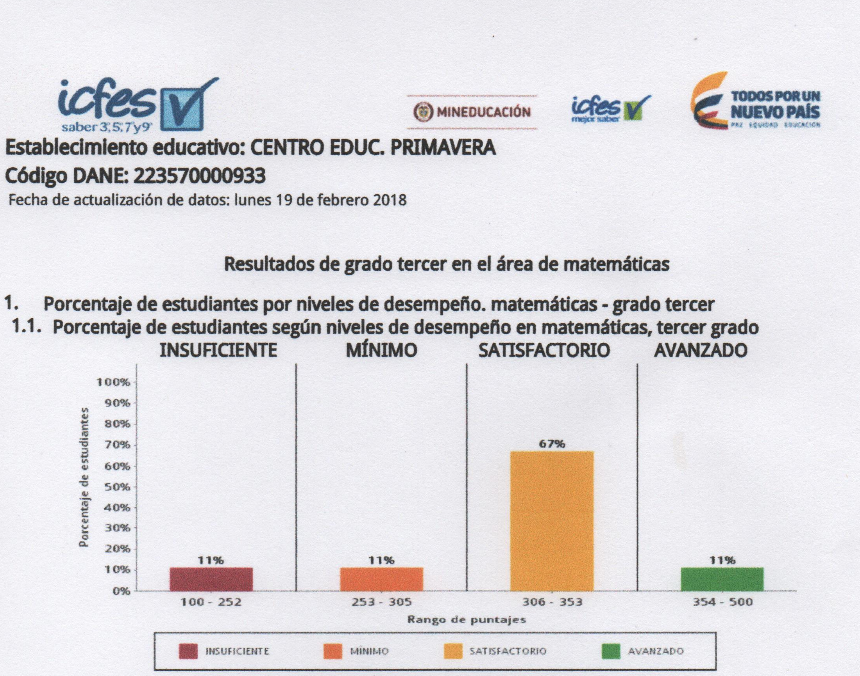 icfes
saber 3°, 5°, 7° y 9°
MINEDUCACIÓN
icfes
mejor saber
TODOS POR UN
NUEVO PAÍS
PAZ EQUIDAD EDUCACIÓN
Establecimiento educativo: CENTRO EDUC. PRIMAVERA
Código DANE: 223570000933
Fecha de actualización de datos: lunes 19 de febrero 2018
Resultados de grado tercer en el área de matemáticas
1. Porcentaje de estudiantes por niveles de desempeño. matemáticas - grado tercer
1.1. Porcentaje de estudiantes según niveles de desempeño en matemáticas, tercer grado
INSUFICIENTE MÍNIMO SATISFACTORIO AVANZADO
Porcentaje de estudiantes
100%
90%
80%
70%
60%
50%
40%
30%
20%
10%
0%
11% 11% 67% 11%
100 - 252 253 - 305 306 - 353 354 - 500
Rango de puntajes
INSUFICIENTE MÍNIMO SATISFACTORIO AVANZADO